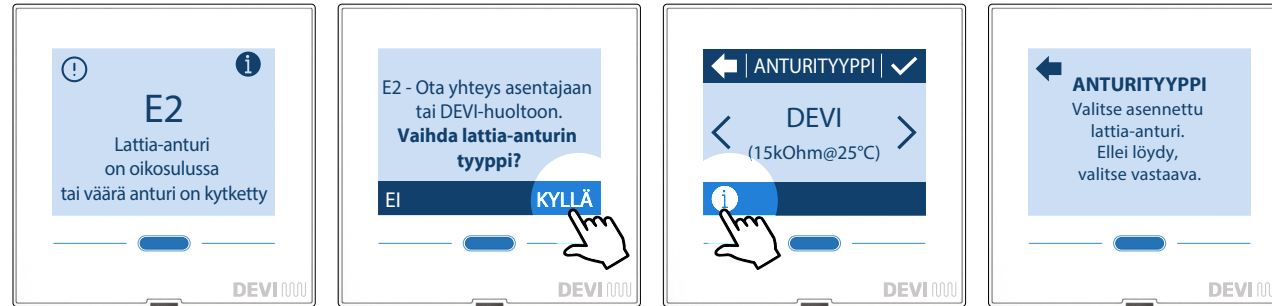 E2
Lattia-anturi
on oikosulussa
tai väärä anturi on kytketty
DEVI
E2 - Ota yhteys asentajaan
tai DEVI-huoltoon.
Vaihda lattia-anturin
tyyppi?
EI KYLLÄ
DEVI
ANTURITYYPPI
DEVI
(15kOhm@25°C)
i
DEVI
ANTURITYYPPI
Valitse asennettu
lattia-anturi.
Ellei löydy,
valitse vastaava.
DEVI